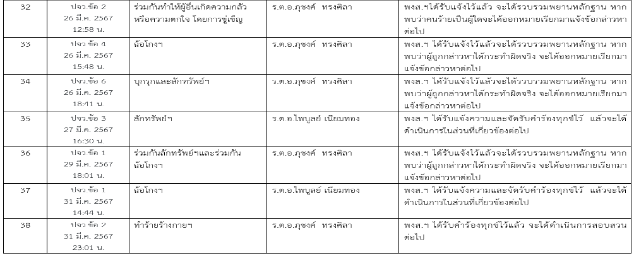 32 ปจว.ข้อ 2 ร่วมกันทำให้ผู้อื่นเกิดความกลัว ร.ต.อ.ภุชงค์ ทรงศิลา พงส.ฯได้รับแจ้งไว้แล้ว จะได้รวบรวมพยานหลักฐาน หาก
26 มี.ค. 2567 หรือความตกใจ โดยการขู่เข็ญ พบว่าคนร้ายเป็นผู้ใดจะได้ออกหมายเรียกมาแจ้งข้อกล่าวหา
12:58 น. ต่อไป
33 ปจว.ข้อ 4 ฉ้อโกงฯ ร.ต.อ.ภุชงค์ ทรงศิลา พงส.ฯ ได้รับแจ้งไว้แล้วจะได้รวบรวมพยานหลักฐาน หาก
26 มี.ค. 2567 พบว่าผู้ถูกกล่าวหาได้กระทำผิดจริง จะได้ออกหมายเรียกมา
15:48 น. แจ้งข้อกล่าวหาต่อไป
34 ปจว.ข้อ 6 บุกรุกและลักทรัพย์ฯ ร.ต.อ.ภุชงค์ ทรงศิลา พงส.ฯ ได้รับแจ้งไว้แล้วจะได้รวบรวมพยานหลักฐาน หาก
26 มี.ค. 2567 พบว่าผู้ถูกกล่าวหาได้กระทำผิดจริง จะได้ออกหมายเรียกมา
18:41 น. แจ้งข้อกล่าวหาต่อไป
35 ปจว.ข้อ 3 ลักทรัพย์ฯ ร.ต.อ.ไพบูลย์ เนียมทอง พงส.ฯ ได้รับแจ้งความและจัดรับคำร้องทุกข์ไว้ แล้วจะได้
27 มี.ค. 2567 ดำเนินการในส่วนที่เกี่ยวข้องต่อไป
16:30 น.
36 ปจว.ข้อ 1 ร่วมกันลักทรัพย์ฯและร่วมกัน ร.ต.อ.ภุชงค์ ทรงศิลา พงส.ฯ ได้รับแจ้งไว้แล้วจะได้รวบรวมพยานหลักฐาน หาก
29 มี.ค. 2567 ฉ้อโกงฯ พบว่าผู้ถูกกล่าวหาได้กระทำผิดจริง จะได้ออกหมายเรียกมา
18:01 น. แจ้งข้อกล่าวหาต่อไป
37 ปจว.ข้อ 1 ฉ้อโกงฯ ร.ต.อ.ไพบูลย์ เนียมทอง พงส.ฯ ได้รับแจ้งความและจัดรับคำร้องทุกข์ไว้ แล้วจะได้
31 มี.ค. 2567 ดำเนินการในส่วนที่เกี่ยวข้องต่อไป
14:44 น.
38 ปจว.ข้อ 2 ทำร้ายร่างกายฯ ร.ต.อ.ภุชงค์ ทรงศิลา พงส.ฯ ได้รับคำร้องทุกข์ไว้แล้ว จะได้ดำเนินการสอบสวน
31 มี.ค. 2567 ต่อไป
23:01 น.